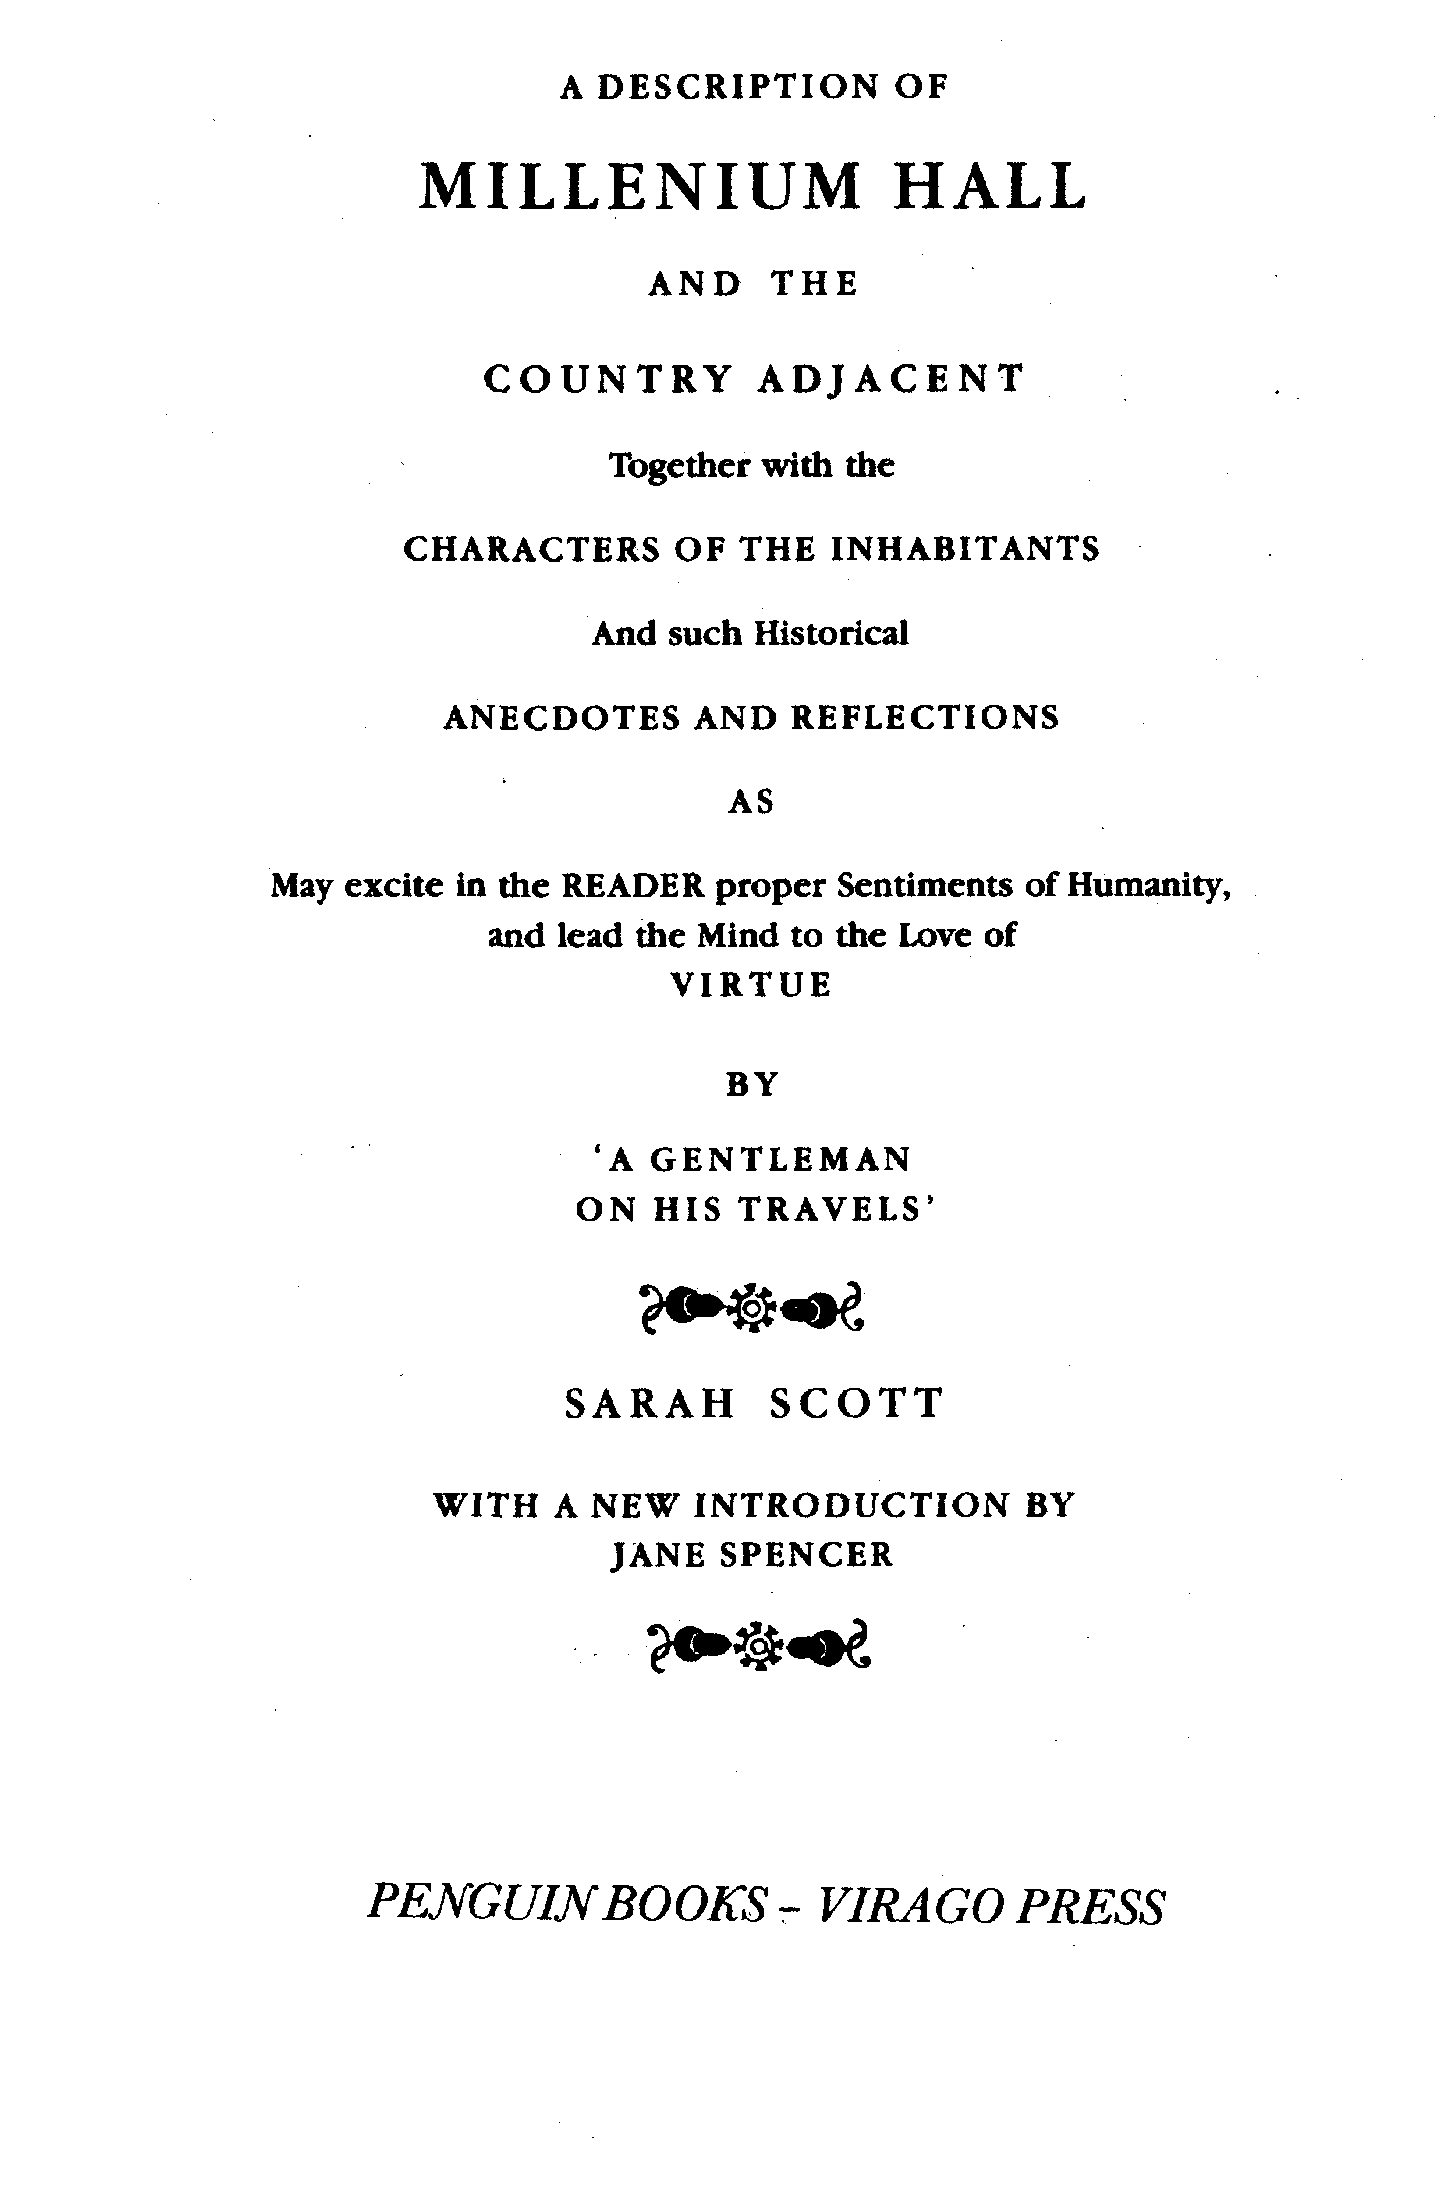 A DESCRIPTION OF
MILLENIUM HALL
AND THE
COUNTRY ADJACENT
Together with the
CHARACTERS OF THE INHABITANTS
And such Historical
ANECDOTES AND REFLECTIONS
AS
May excite in the READER proper Sentiments of Humanity,
and lead the Mind to the Love of
VIRTUE
BY
‘A GENTLEMAN
ON HIS TRAVELS’
SARAH SCOTT
WITH A NEW INTRODUCTION BY
JANE SPENCER
PENGUIN BOOKS – VIRAGO PRESS